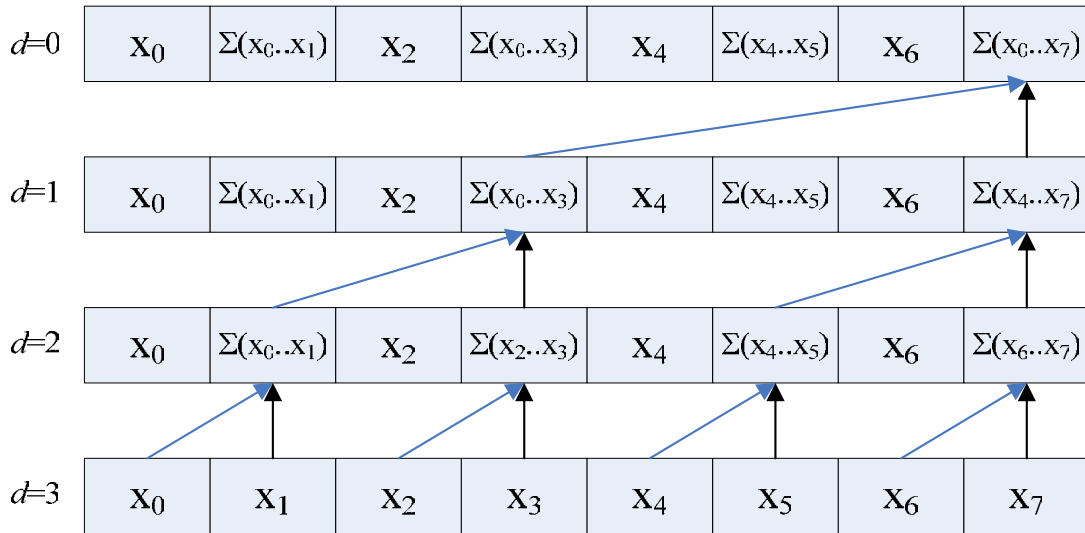 d=0 x₀ Σ(x₀..x₁) x₂ Σ(x₀..x₃) x₄ Σ(x₄..x₅) x₆ Σ(x₀..x₇)
d=1 x₀ Σ(x₀..x₁) x₂ Σ(x₀..x₃) x₄ Σ(x₄..x₅) x₆ Σ(x₄..x₇)
d=2 x₀ Σ(x₀..x₁) x₂ Σ(x₂..x₃) x₄ Σ(x₄..x₅) x₆ Σ(x₆..x₇)
d=3 x₀ x₁ x₂ x₃ x₄ x₅ x₆ x₇